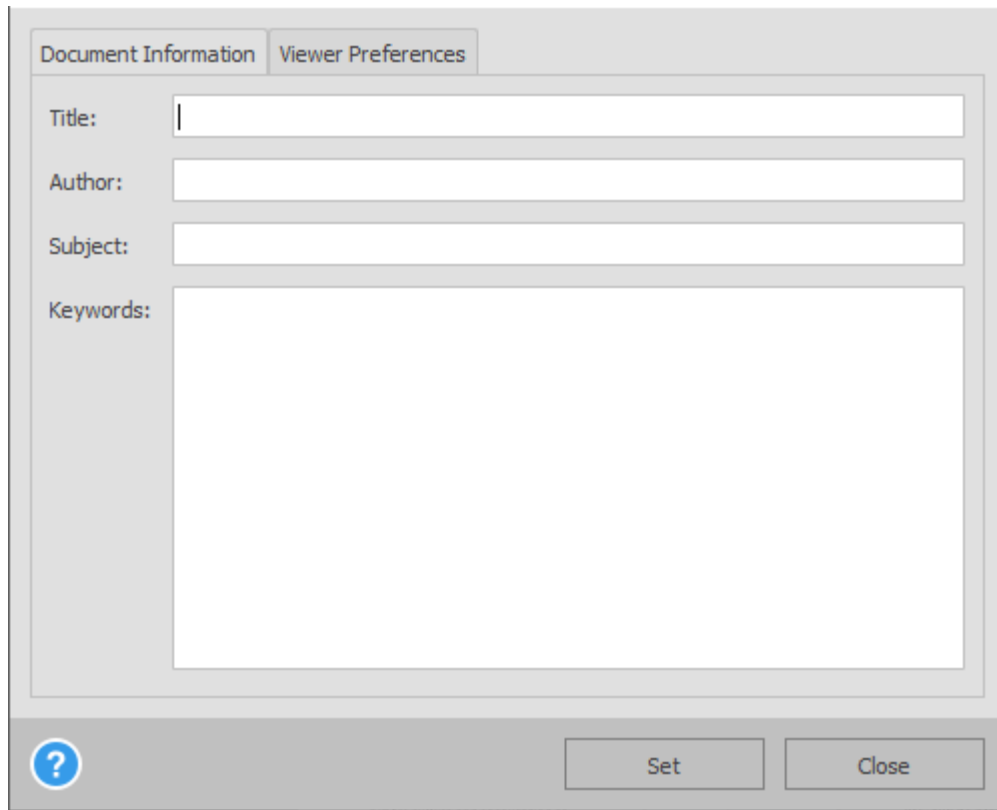 Document Information Viewer Preferences
Title:
Author:
Subject:
Keywords:
?
Set Close